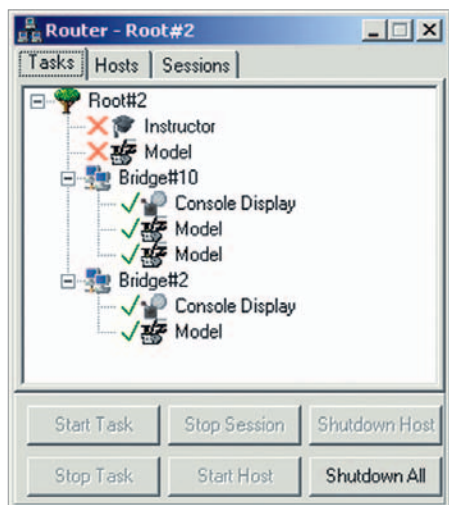 Router - Root#2
Tasks Hosts Sessions
Root#2
Instructor
Model
Bridge#10
Console Display
Model
Model
Bridge#2
Console Display
Model
Start Task Stop Session Shutdown Host
Stop Task Start Host Shutdown All